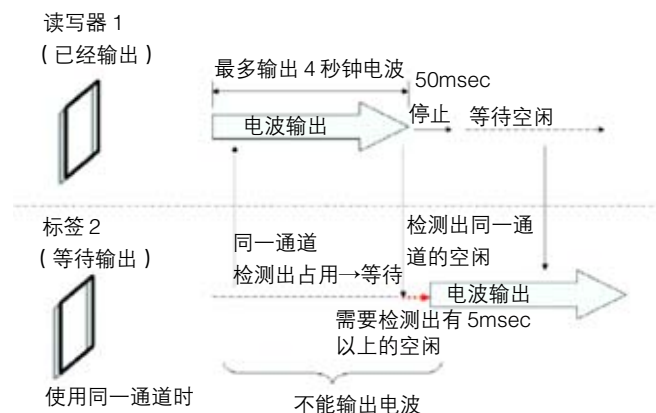 读写器 1
（已经输出）
最多输出 4 秒钟电波
50msec
电波输出
停止
等待空闲
标签 2
（等待输出）
同一通道
检测出占用→等待
检测出同一通
道的空闲
电波输出
需要检测出有 5msec
以上的空闲
使用同一通道时
不能输出电波